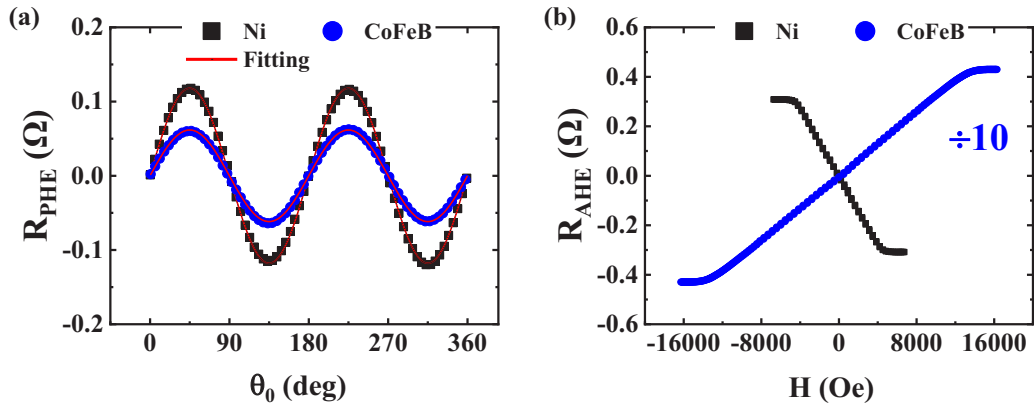 (a)
Ni CoFeB
Fitting
R_PHE (Ω)
0.2
0.1
0.0
-0.1
-0.2
0 90 180 270 360
θ₀ (deg)
(b)
Ni CoFeB
÷10
R_AHE (Ω)
0.6
0.4
0.2
0.0
-0.2
-0.4
-0.6
-16000 -8000 0 8000 16000
H (Oe)